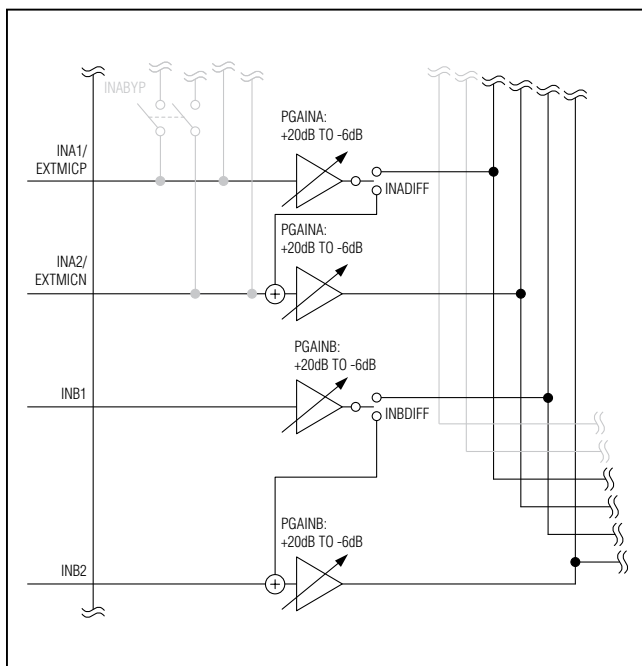 INABYP
PGAINA:
+20dB TO -6dB
INA1/
EXTMICP
INADIFF
PGAINA:
+20dB TO -6dB
INA2/
EXTMICN
+
PGAINB:
+20dB TO -6dB
INB1
INBDIFF
PGAINB:
+20dB TO -6dB
INB2
+